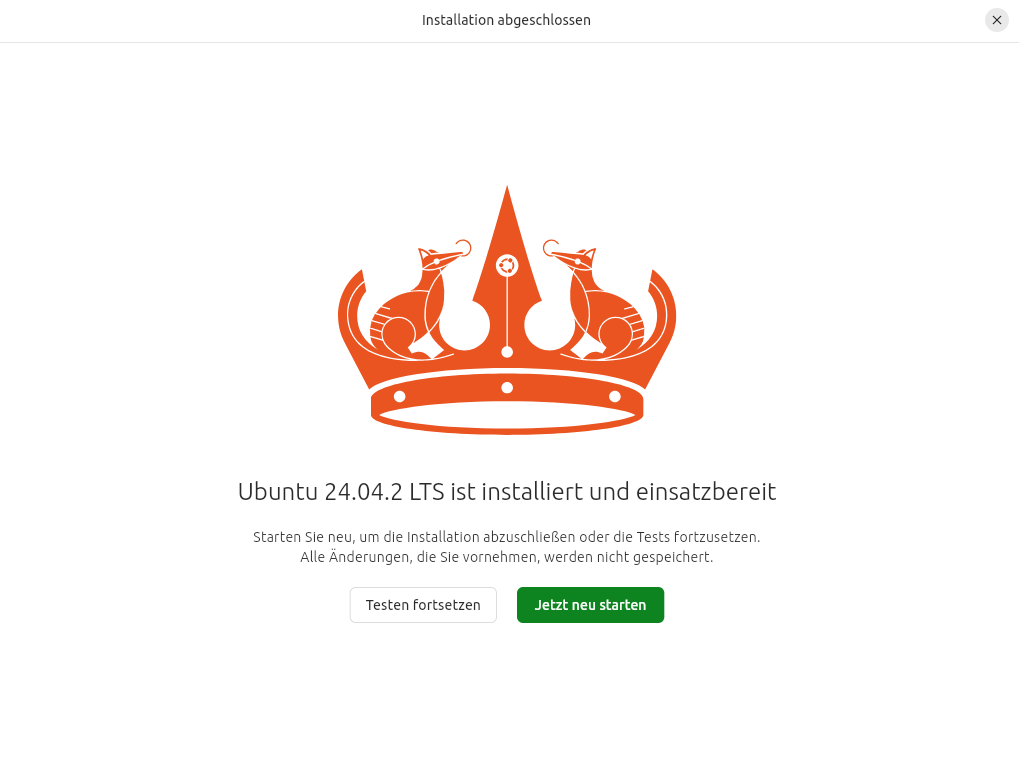 Installation abgeschlossen
Ubuntu 24.04.2 LTS ist installiert und einsatzbereit
Starten Sie neu, um die Installation abzuschließen oder die Tests fortzusetzen.
Alle Änderungen, die Sie vornehmen, werden nicht gespeichert.
Testen fortsetzen
Jetzt neu starten